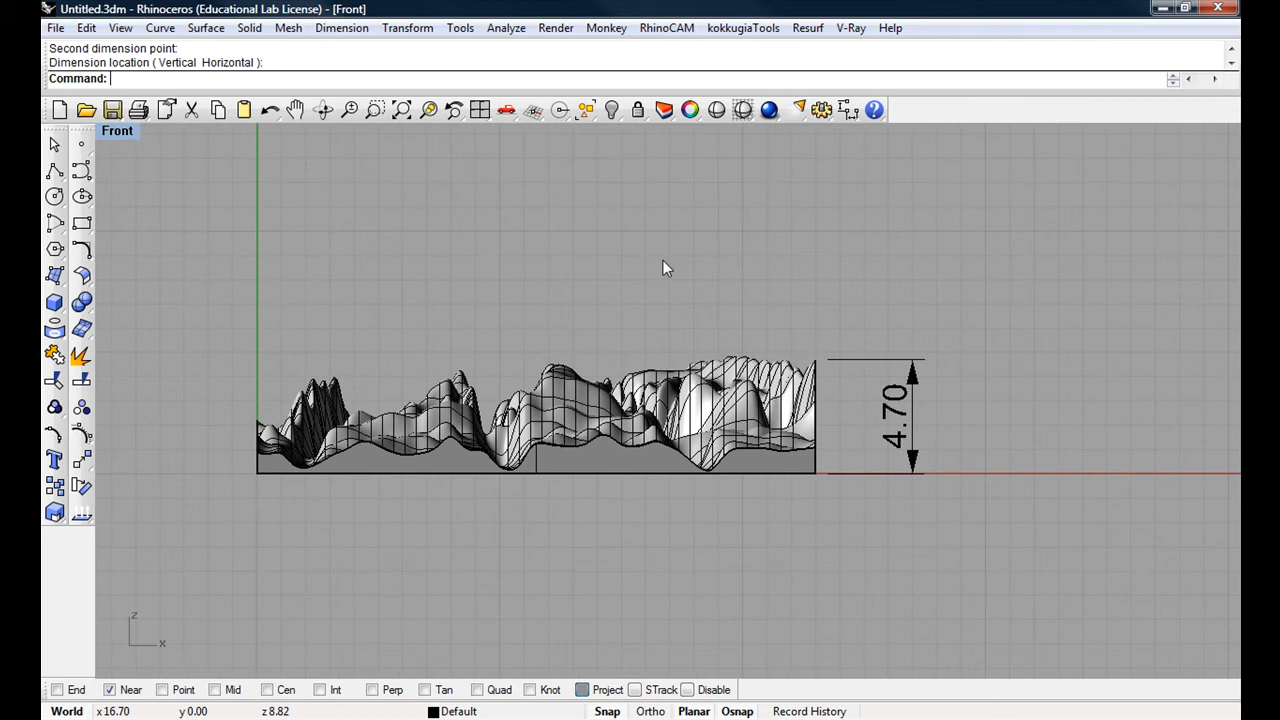 Untitled.3dm - Rhinoceros (Educational Lab License) - [Front]
File Edit View Curve Surface Solid Mesh Dimension Transform Tools Analyze Render Monkey RhinoCAM kokkugiaTools Resurf V-Ray Help
Second dimension point:
Dimension location ( Vertical Horizontal ):
Command:
Front
4.70
z
x
End Near Point Mid Cen Int Perp Tan Quad Knot Project STrack Disable
World x 16.70 y 0.00 z 8.82 Default Snap Ortho Planar Osnap Record History